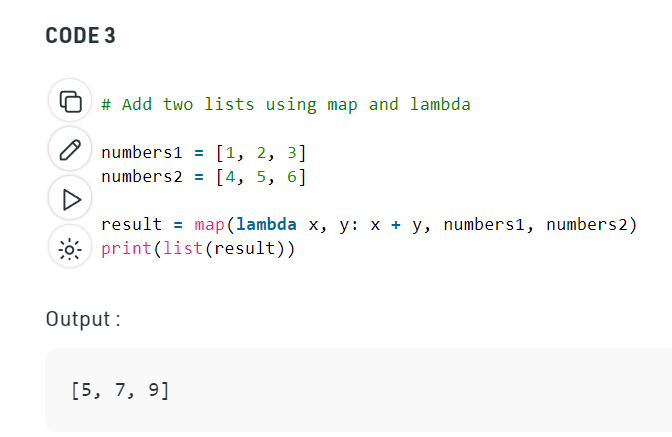 CODE 3
# Add two lists using map and lambda
numbers1 = [1, 2, 3]
numbers2 = [4, 5, 6]
result = map(lambda x, y: x + y, numbers1, numbers2)
print(list(result))
Output :
[5, 7, 9]